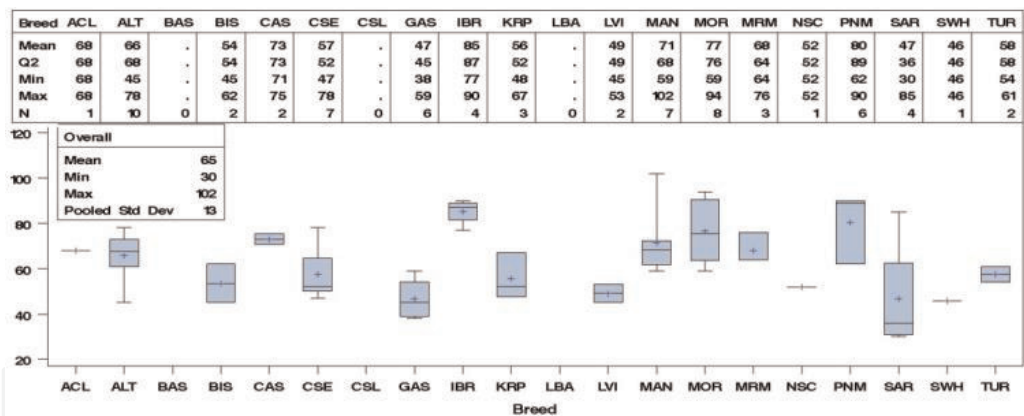 Breed ACL ALT BAS BIS CAS CSE CSL GAS IBR KRP LBA LVI MAN MOR MRM NSC PNM SAR SWH TUR
Mean 68 66 . 54 73 57 . 47 85 56 . 49 71 77 68 52 80 47 46 58
Q2 68 68 . 54 73 52 . 45 87 52 . 49 68 76 64 52 89 36 46 58
Min 68 45 . 45 71 47 . 38 77 48 . 45 59 59 64 52 62 30 46 54
Max 68 78 . 62 75 78 . 59 90 67 . 53 102 94 76 52 90 85 46 61
N 1 10 0 2 2 7 0 6 4 3 0 2 7 8 3 1 6 4 1 2
120
Overall
Mean 65
Min 30
Max 102
Pooled Std Dev 13
100
80
60
40
20
ACL ALT BAS BIS CAS CSE CSL GAS IBR KRP LBA LVI MAN MOR MRM NSC PNM SAR SWH TUR
Breed